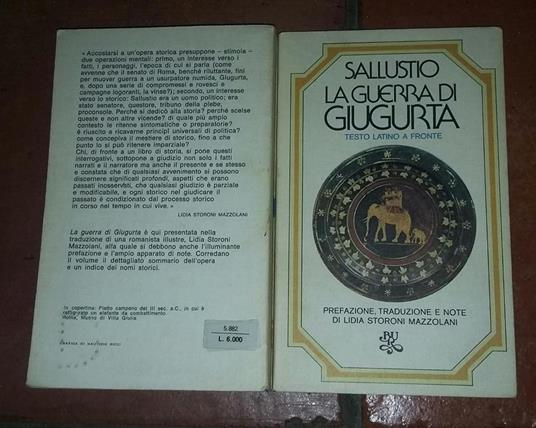 «Accostarsi a un'opera storica presuppone – stimola –
due operazioni mentali: primo, un interesse verso i
fatti, i personaggi, l'epoca di cui si parla (come
avvenne che il senato di Roma, benché riluttante, finì
per muover guerra a un usurpatore numida, Giugurta,
e, dopo una serie di compromessi e rovesci e
campagne logoranti, la vinse?); secondo, un interesse
verso lo storico: Sallustio era un uomo politico; era
stato senatore, questore, tribuno della plebe,
proconsole. Perché si dedicò alla storia? perché scelse
queste e non altre vicende? di quale più ampio
contesto le ritenne sintomatiche o preparatorie?
è riuscito a ricavarne principi universali di politica?
come concepiva il mestiere di storico, fino a che
punto lo si può ritenere imparziale?
Chi, di fronte a un libro di storia, si pone questi
interrogativi, sottopone a giudizio non solo i fatti
narrati e il narratore ma anche il presente e se stesso
e constata che di qualsiasi avvenimento si possono
discernere significati profondi, aspetti che erano
passati inosservati, che qualsiasi giudizio è parziale
e modificabile, e ogni storico nel giudicare il
passato è condizionato dal processo storico
in corso nel tempo in cui vive.»
LIDIA STORONI MAZZOLANI
La guerra di Giugurta è qui presentata nella
traduzione di una romanista illustre, Lidia Storoni
Mazzolani, alla quale si debbono anche l'illuminante
prefazione e l'ampio apparato di note. Corredano
il volume il dettagliato sommario dell'opera
e un indice dei nomi storici.
In copertina: Piatto campano del III sec. a.C., in cui è
raffigurato un elefante da combattimento
Roma, Museo di Villa Giulia
GRAFICA DI
5.882
L. 6.000
SALLUSTIO
LA GUERRA DI
GIUGURTA
TESTO LATINO A FRONTE
PREFAZIONE, TRADUZIONE E NOTE
DI LIDIA STORONI MAZZOLANI
BUR